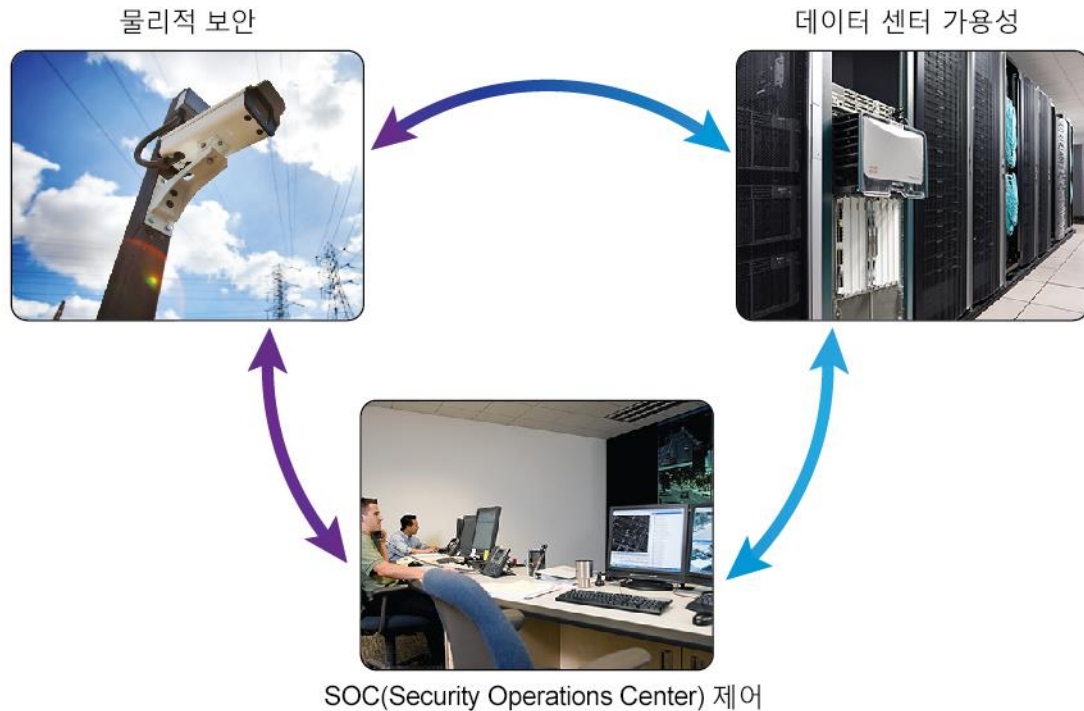 물리적 보안
데이터 센터 가용성
SOC(Security Operations Center) 제어